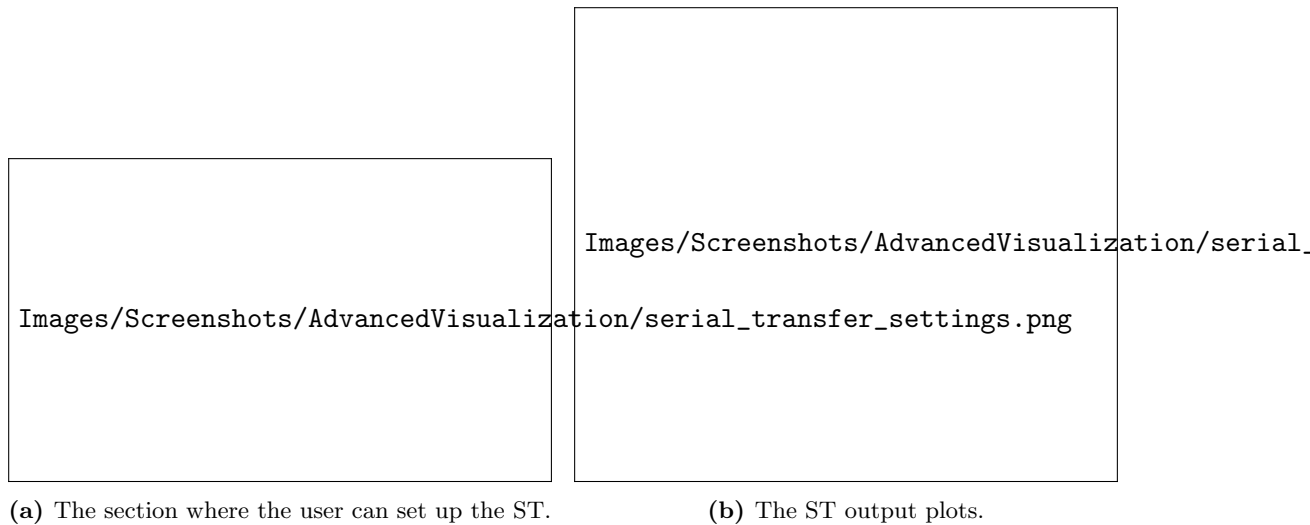 Images/Screenshots/AdvancedVisualization/serial_
Images/Screenshots/AdvancedVisualization/serial_transfer_settings.png
(a) The section where the user can set up the ST.
(b) The ST output plots.